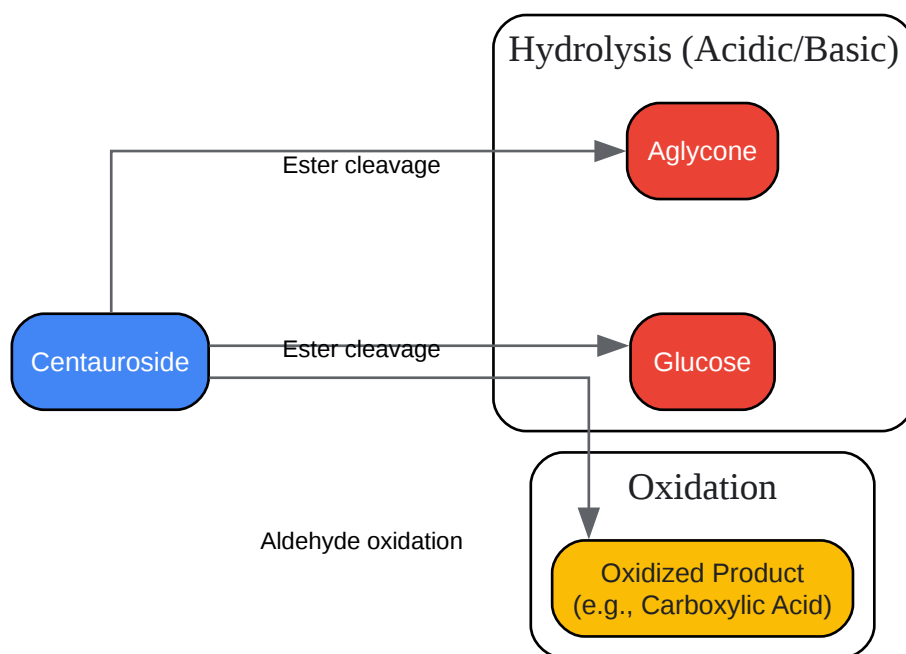 Hydrolysis (Acidic/Basic)
Aglycone
Ester cleavage
Centauroside
Ester cleavage
Glucose
Oxidation
Aldehyde oxidation
Oxidized Product
(e.g., Carboxylic Acid)